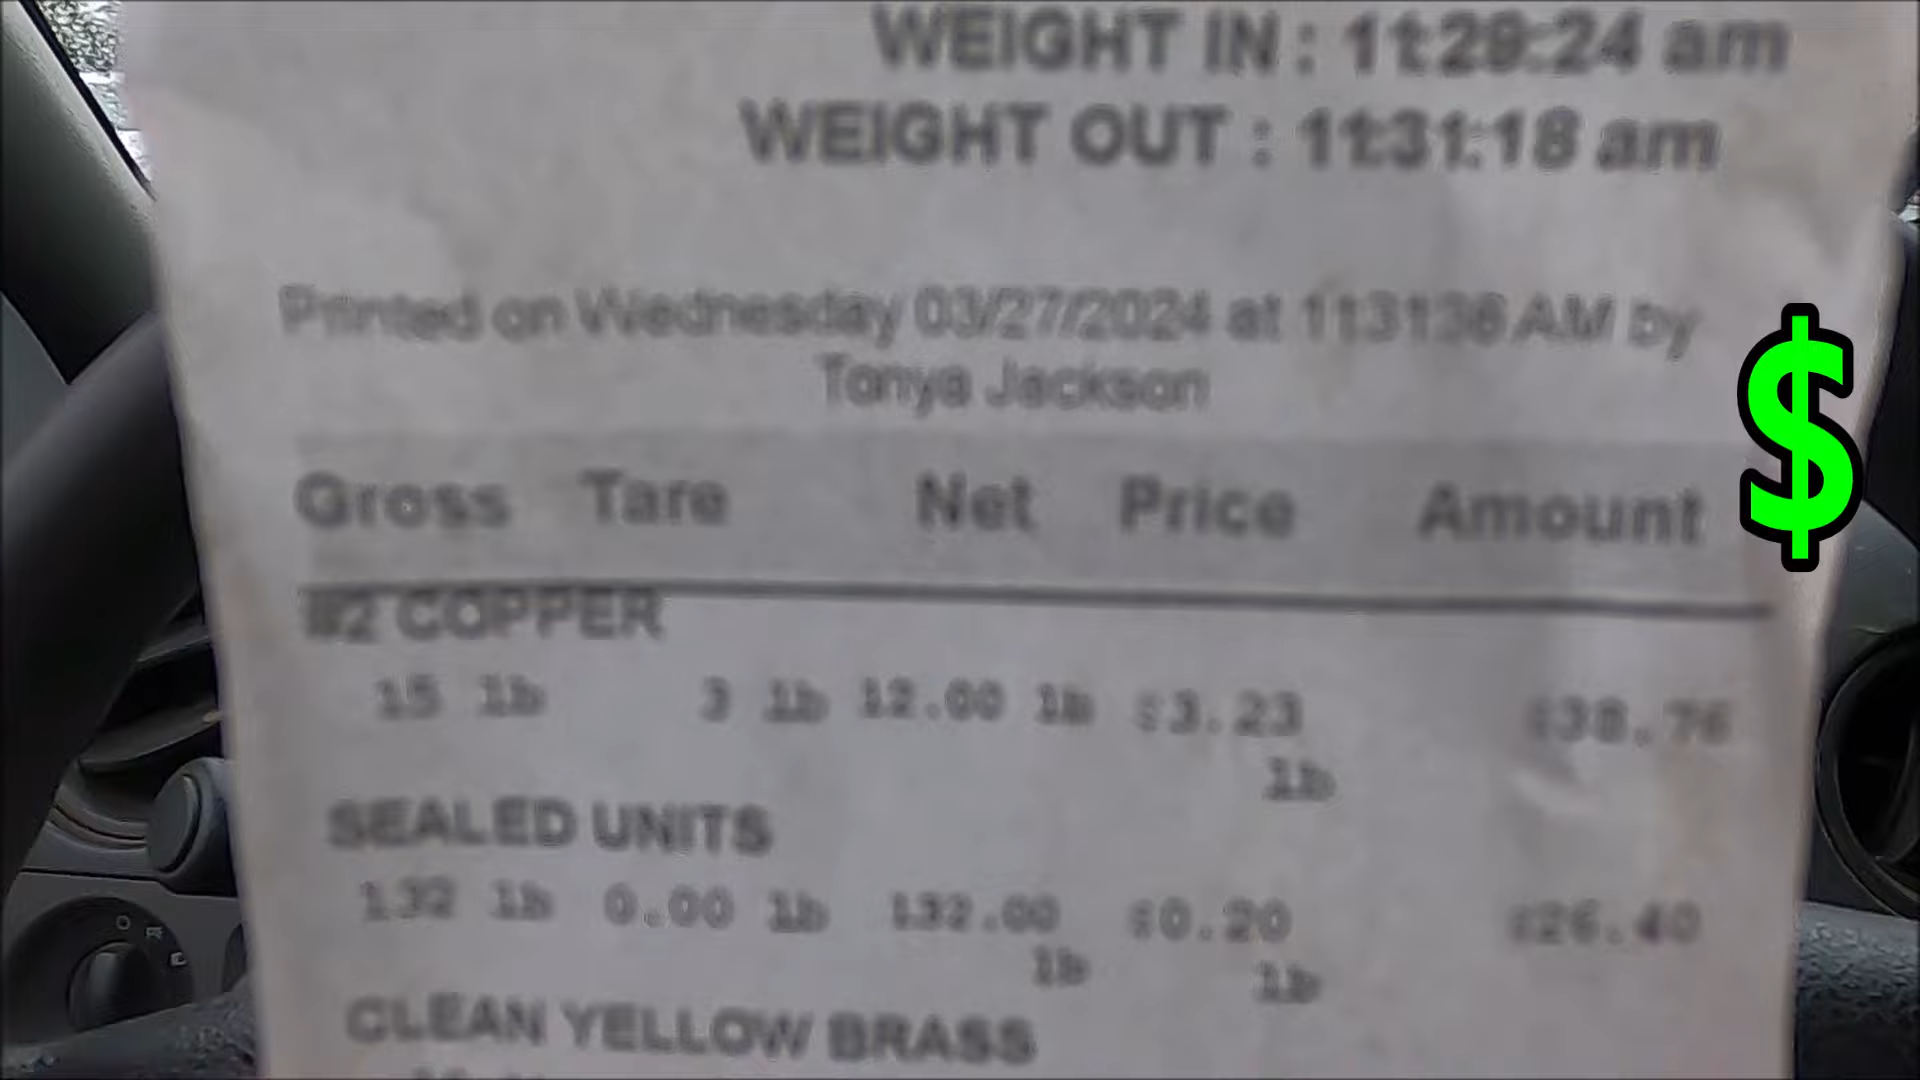 WEIGHT IN : 11:29:24 am
WEIGHT OUT : 11:31:18 am
Printed on Wednesday 03/27/2024 at 11:31:36 AM by
Tonya Jackson
Gross Tare Net Price Amount
$
#2 COPPER
15 lb 3 lb 12.00 lb $3.23 $38.76
lb
SEALED UNITS
132 lb 0.00 lb 132.00 $0.20 $26.40
lb lb
CLEAN YELLOW BRASS